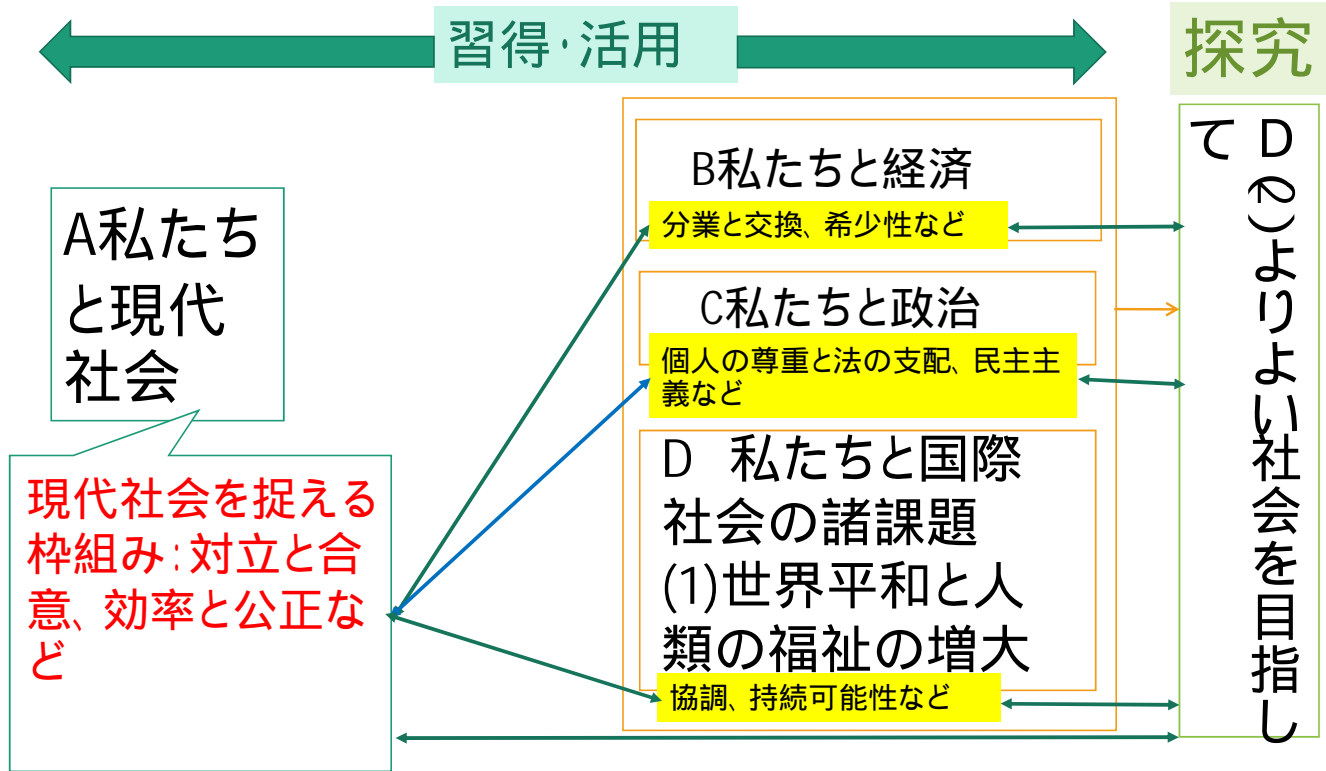 習得・活用
探究
A私たち
と現代
社会
現代社会を捉える
枠組み：対立と合
意、効率と公正な
ど
B私たちと経済
分業と交換、希少性など
C私たちと政治
個人の尊重と法の支配、民主主
義など
D　私たちと国際
社会の諸課題
(1)世界平和と人
類の福祉の増大
協調、持続可能性など
D(2)よりよい社会を目指し
て